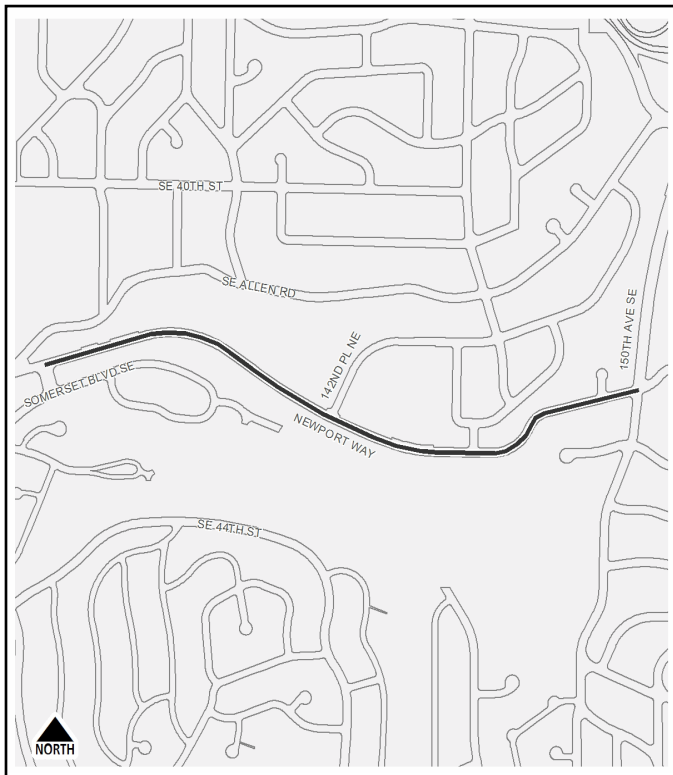 SE 40TH ST
SE ALLEN RD
150TH AVE SE
142ND PL NE
SOMERSET BLVD SE
NEWPORT WAY
SE 44TH ST
NORTH